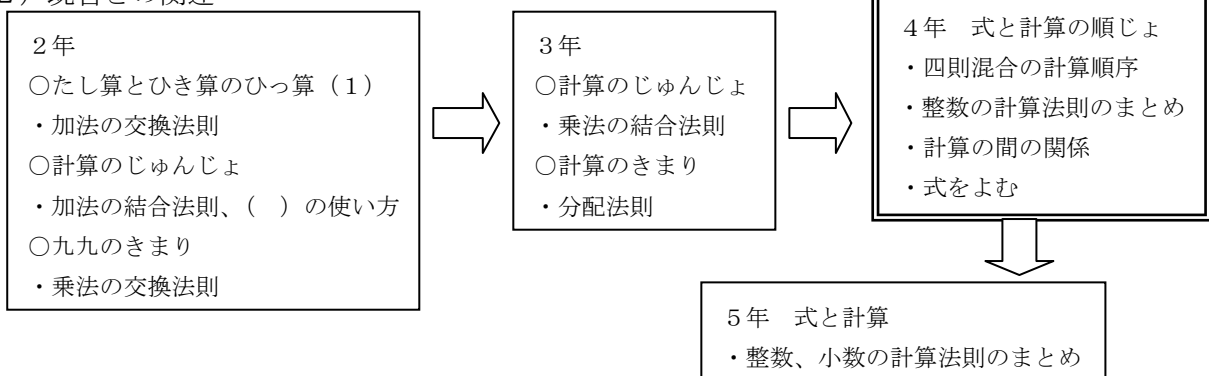 ２年
○たし算とひき算のひっ算（１）
・加法の交換法則
○計算のじゅんじょ
・加法の結合法則、（　）の使い方
○九九のきまり
・乗法の交換法則
３年
○計算のじゅんじょ
・乗法の結合法則
○計算のきまり
・分配法則
４年　式と計算の順じょ
・四則混合の計算順序
・整数の計算法則のまとめ
・計算の間の関係
・式をよむ
５年　式と計算
・整数、小数の計算法則のまとめ